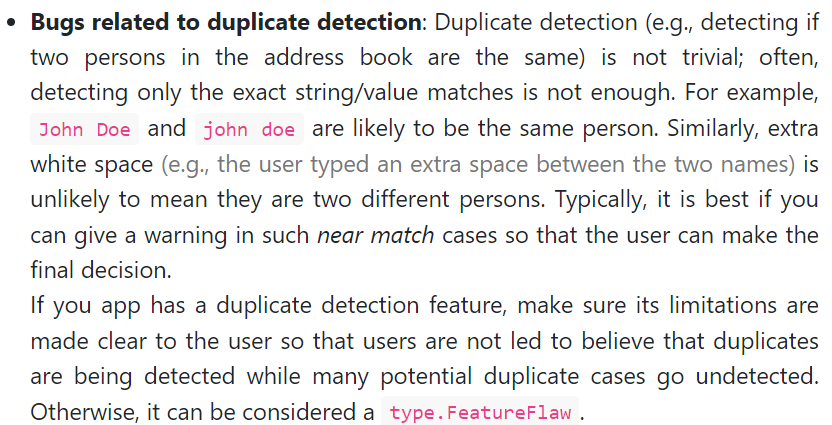 • Bugs related to duplicate detection: Duplicate detection (e.g., detecting if
two persons in the address book are the same) is not trivial; often,
detecting only the exact string/value matches is not enough. For example,
John Doe and john doe are likely to be the same person. Similarly, extra
white space (e.g., the user typed an extra space between the two names) is
unlikely to mean they are two different persons. Typically, it is best if you
can give a warning in such near match cases so that the user can make the
final decision.
If you app has a duplicate detection feature, make sure its limitations are
made clear to the user so that users are not led to believe that duplicates
are being detected while many potential duplicate cases go undetected.
Otherwise, it can be considered a type.FeatureFlaw.